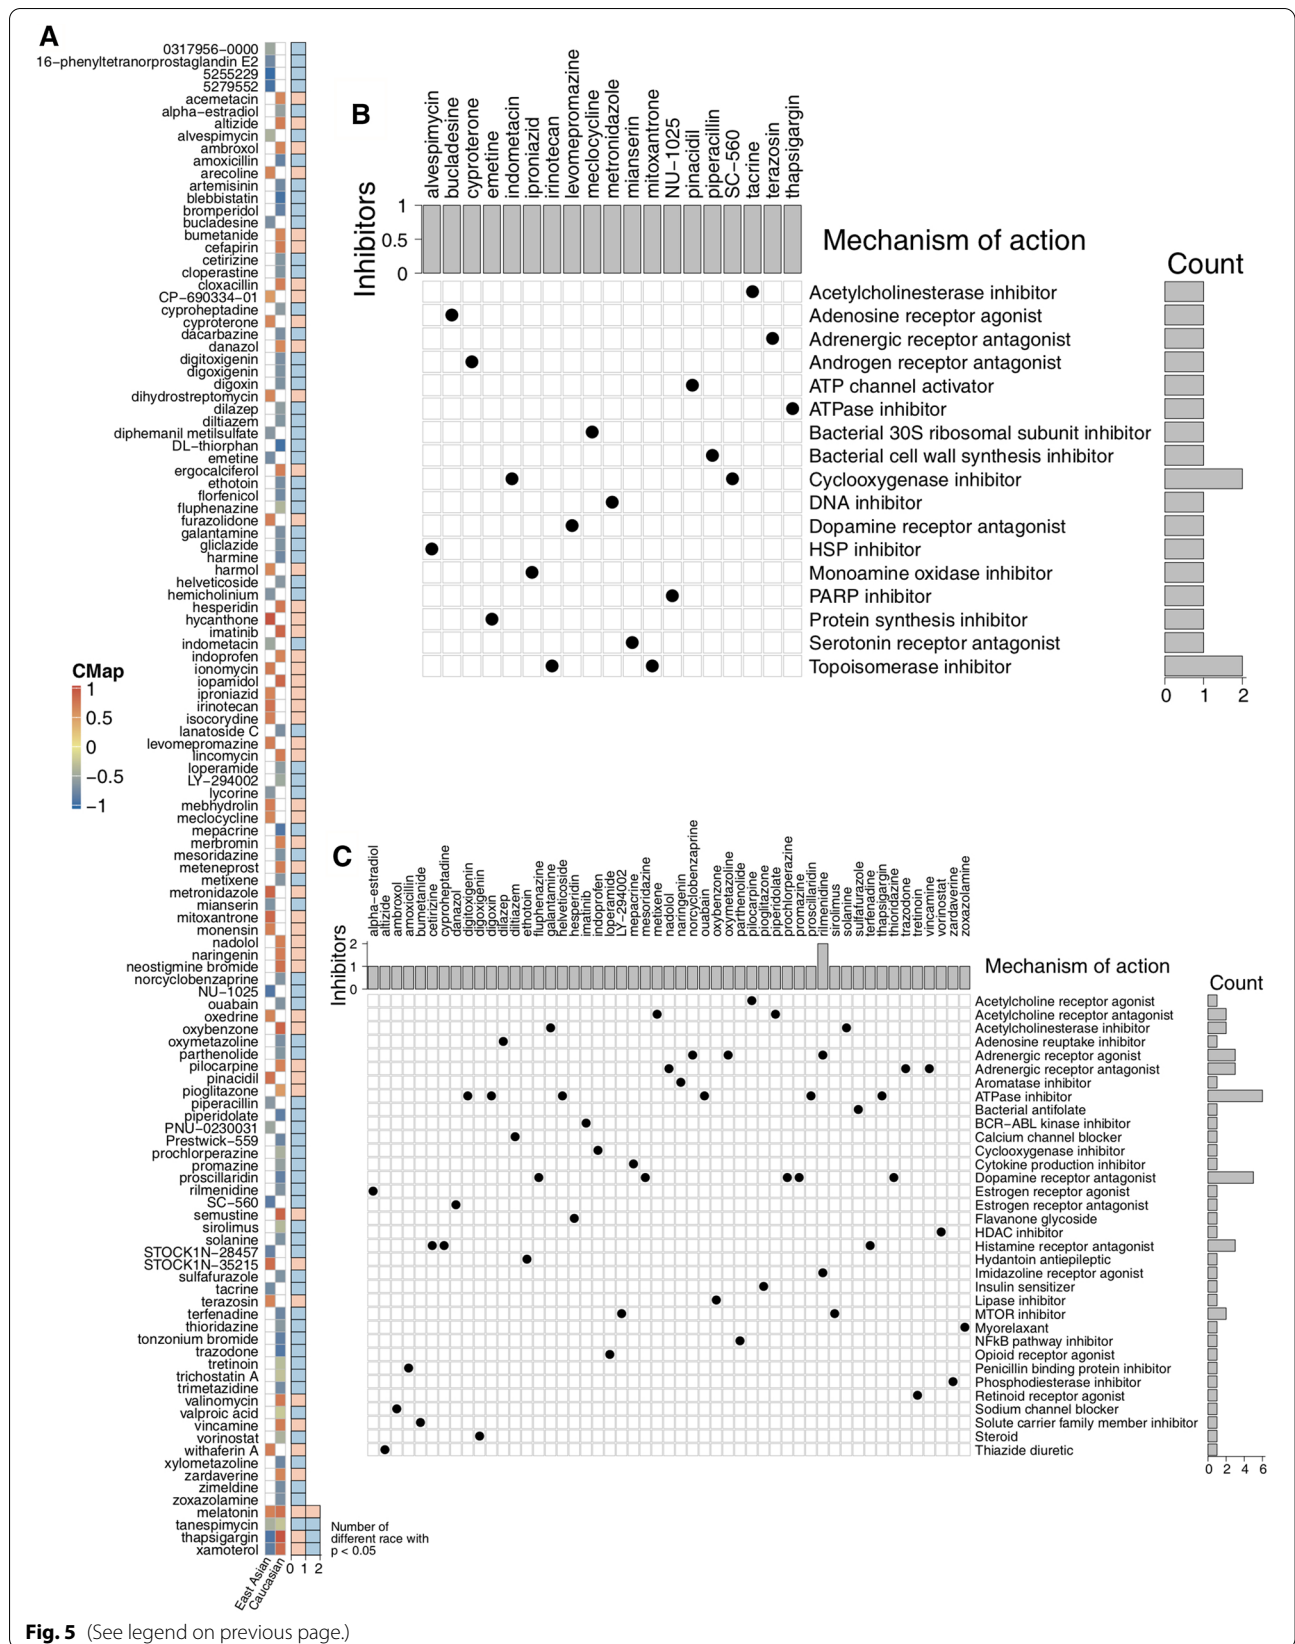 A
0317956−0000
16−phenyltetranorprostaglandin E2
5255229
5279552
acemetacin
alpha−estradiol
altizide
alvespimycin
ambroxol
amoxicillin
arecoline
artemisinin
blebbistatin
bromperidol
bucladesine
bumetanide
cefapirin
cetirizine
cloperastine
cloxacillin
CP−690334−01
cyproheptadine
cyproterone
dacarbazine
danazol
digitoxigenin
digoxigenin
digoxin
dihydrostreptomycin
dilazep
diltiazem
diphemanil metilsulfate
DL−thiorphan
emetine
ergocalciferol
ethotoin
florfenicol
fluphenazine
furazolidone
galantamine
gliclazide
harmine
harmol
helveticoside
hemicholinium
hesperidin
hycanthone
imatinib
indometacin
indoprofen
ionomycin
iopamidol
iproniazid
irinotecan
isocorydine
lanatoside C
levomepromazine
lincomycin
loperamide
LY−294002
lycorine
mebhydrolin
meclocycline
mepacrine
merbromin
mesoridazine
meteneprost
metixene
metronidazole
mianserin
mitoxantrone
monensin
nadolol
naringenin
neostigmine bromide
norcyclobenzaprine
NU−1025
ouabain
oxedrine
oxybenzone
oxymetazoline
parthenolide
pilocarpine
pinacidil
pioglitazone
piperacillin
piperidolate
PNU−0230031
Prestwick−559
prochlorperazine
promazine
proscillaridin
rilmenidine
SC−560
semustine
sirolimus
solanine
STOCK1N−28457
STOCK1N−35215
sulfafurazole
tacrine
terazosin
terfenadine
thioridazine
tonzonium bromide
trazodone
tretinoin
trichostatin A
trimetazidine
valinomycin
valproic acid
vincamine
vorinostat
withaferin A
xylometazoline
zardaverine
zimeldine
zoxazolamine
melatonin
tanespimycin
thapsigargin
xamoterol
East Asian
Caucasian
0 1 2
Number of
different race with
p < 0.05
CMap
1
0.5
0
−0.5
−1
B
alvespimycin
bucladesine
cyproterone
emetine
indometacin
iproniazid
irinotecan
levomepromazine
meclocycline
metronidazole
mianserin
mitoxantrone
NU−1025
pinacidil
piperacillin
SC−560
tacrine
terazosin
thapsigargin
Inhibitors
1
0.5
0
Mechanism of action
Count
Acetylcholinesterase inhibitor
Adenosine receptor agonist
Adrenergic receptor antagonist
Androgen receptor antagonist
ATP channel activator
ATPase inhibitor
Bacterial 30S ribosomal subunit inhibitor
Bacterial cell wall synthesis inhibitor
Cyclooxygenase inhibitor
DNA inhibitor
Dopamine receptor antagonist
HSP inhibitor
Monoamine oxidase inhibitor
PARP inhibitor
Protein synthesis inhibitor
Serotonin receptor antagonist
Topoisomerase inhibitor
0 1 2
C
alpha−estradiol
altizide
ambroxol
amoxicillin
bumetanide
cetirizine
cyproheptadine
danazol
digitoxigenin
digoxigenin
digoxin
dilazep
diltiazem
ethotoin
fluphenazine
galantamine
helveticoside
hesperidin
imatinib
indoprofen
loperamide
LY−294002
mepacrine
mesoridazine
metixene
nadolol
naringenin
norcyclobenzaprine
ouabain
oxybenzone
oxymetazoline
parthenolide
pilocarpine
pioglitazone
piperidolate
prochlorperazine
promazine
proscillaridin
rilmenidine
sirolimus
solanine
sulfafurazole
terfenadine
thapsigargin
thioridazine
trazodone
tretinoin
vincamine
vorinostat
zardaverine
zoxazolamine
Inhibitors
2
1
0
Mechanism of action
Count
Acetylcholine receptor agonist
Acetylcholine receptor antagonist
Acetylcholinesterase inhibitor
Adenosine reuptake inhibitor
Adrenergic receptor agonist
Adrenergic receptor antagonist
Aromatase inhibitor
ATPase inhibitor
Bacterial antifolate
BCR−ABL kinase inhibitor
Calcium channel blocker
Cyclooxygenase inhibitor
Cytokine production inhibitor
Dopamine receptor antagonist
Estrogen receptor agonist
Estrogen receptor antagonist
Flavanone glycoside
HDAC inhibitor
Histamine receptor antagonist
Hydantoin antiepileptic
Imidazoline receptor agonist
Insulin sensitizer
Lipase inhibitor
MTOR inhibitor
Myorelaxant
NFkB pathway inhibitor
Opioid receptor agonist
Penicillin binding protein inhibitor
Phosphodiesterase inhibitor
Retinoid receptor agonist
Sodium channel blocker
Solute carrier family member inhibitor
Steroid
Thiazide diuretic
0 2 4 6
Fig. 5 (See legend on previous page.)